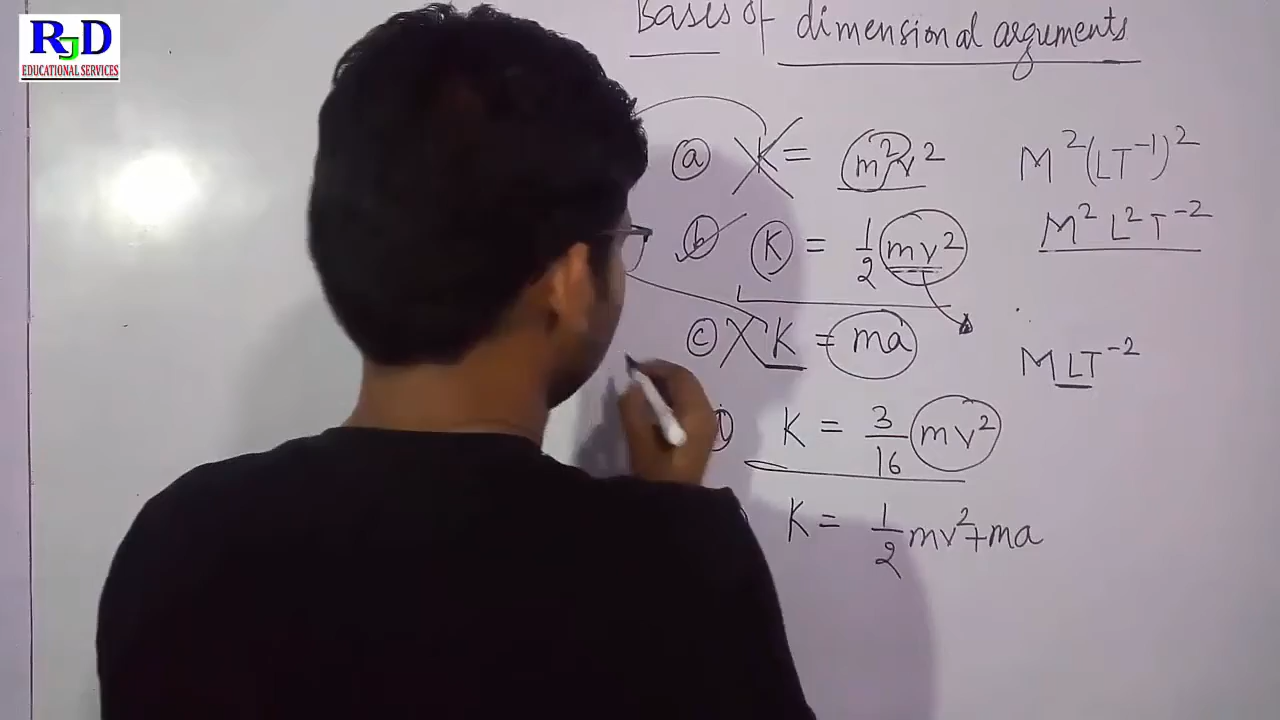 RJD
EDUCATIONAL SERVICES
Bases of dimensional arguments
(a) K = m²v² M²(LT⁻¹)²
M²L²T⁻²
(b) K = 1/2 mv²
(c) K = ma MLT⁻²
K = 3/16 mv²
K = 1/2 mv² + ma